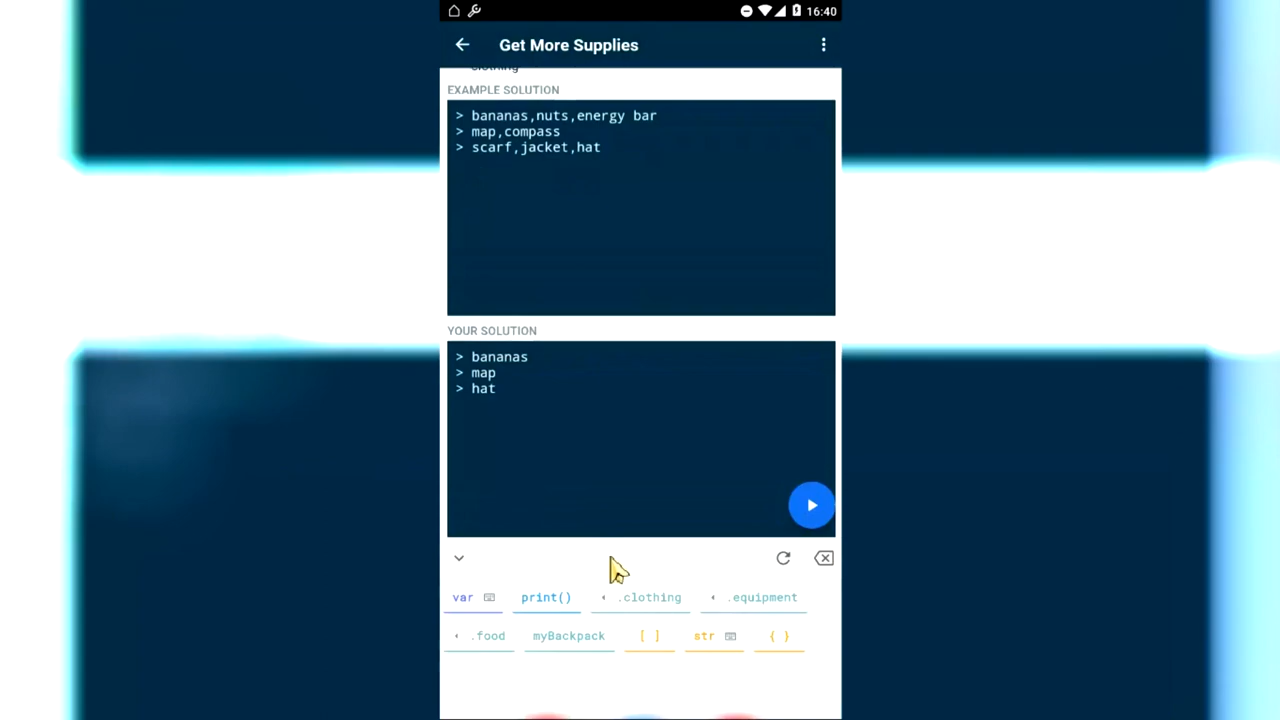 16:40
Get More Supplies
clothing
EXAMPLE SOLUTION
> bananas,nuts,energy bar
> map,compass
> scarf,jacket,hat
YOUR SOLUTION
> bananas
> map
> hat
var print() .clothing .equipment
.food myBackpack [ ] str { }